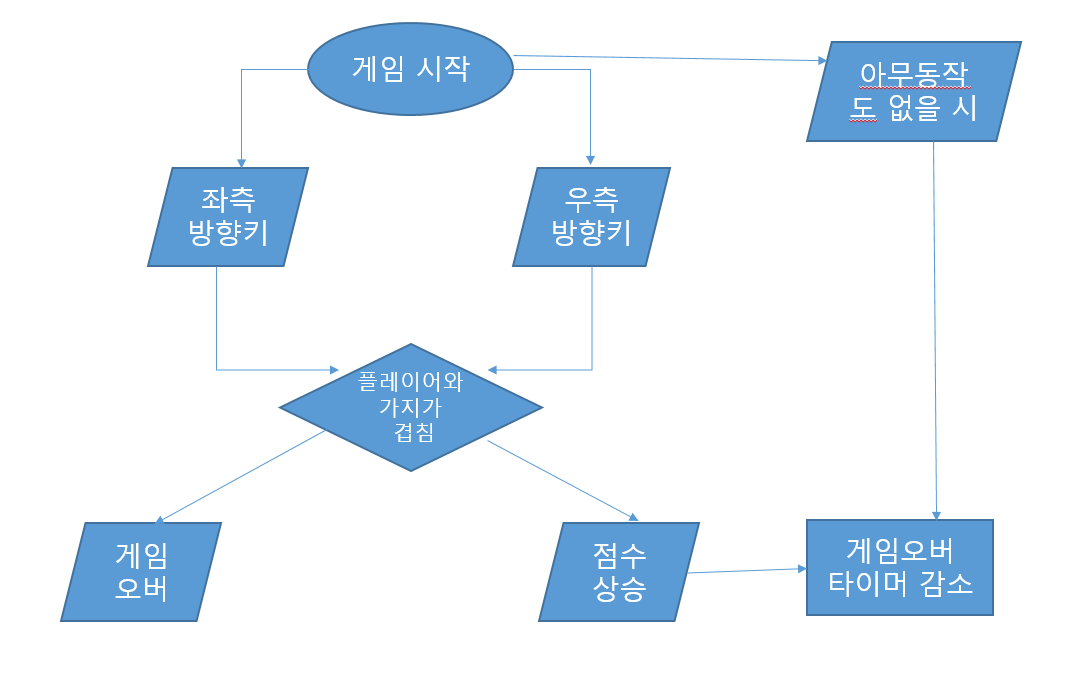 게임 시작
아무동작
도 없을 시
좌측
방향키
우측
방향키
플레이어와
가지가
겹침
게임
오버
점수
상승
게임오버
타이머 감소